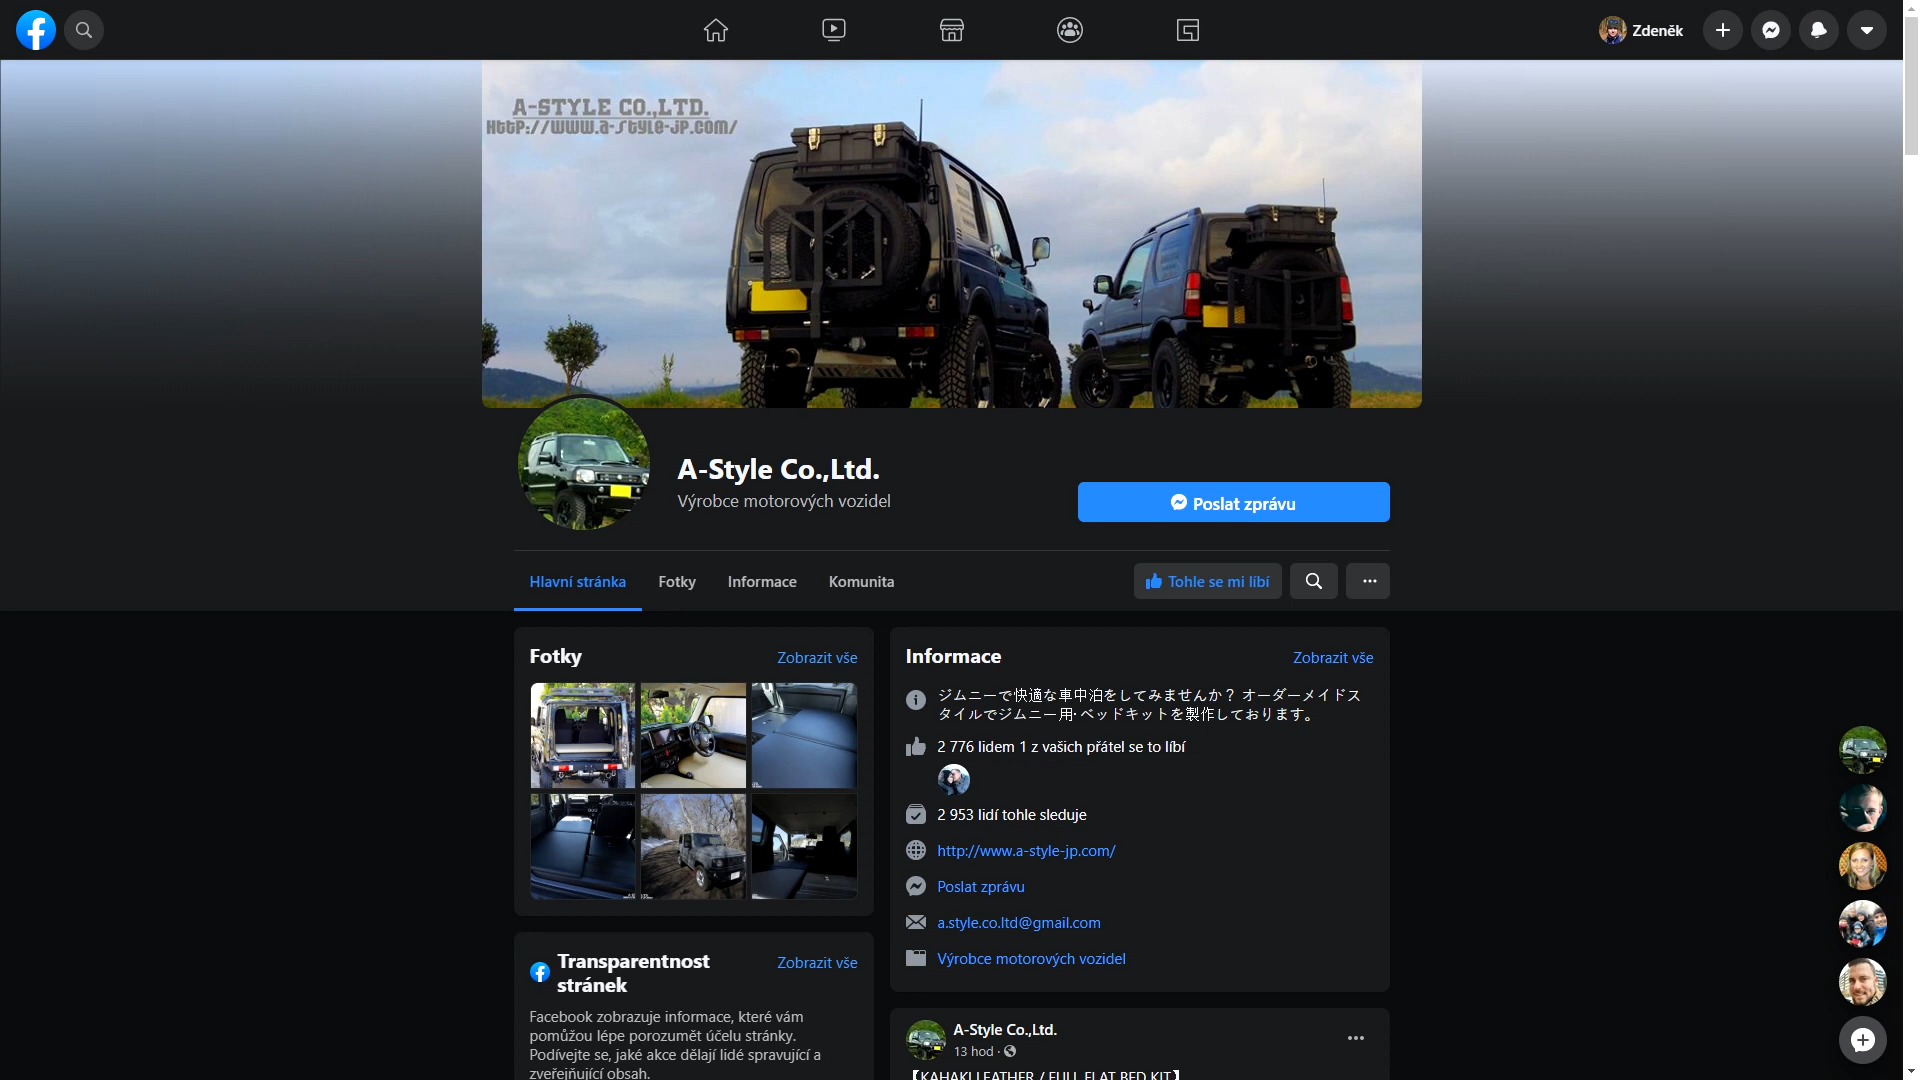 Zdeněk
A-STYLE CO.,LTD.
HttP://WWW.a-style-JP.com/
A-Style Co.,Ltd.
Výrobce motorových vozidel
Poslat zprávu
Hlavní stránka
Fotky
Informace
Komunita
Tohle se mi líbí
Fotky
Zobrazit vše
Transparentnost
stránek
Zobrazit vše
Facebook zobrazuje informace, které vám
pomůžou lépe porozumět účelu stránky.
Podívejte se, jaké akce dělají lidé spravující a
zveřejňující obsah.
Informace
Zobrazit vše
ジムニーで快適な車中泊をしてみませんか？ オーダーメイドス
タイルでジムニー用･ベッドキットを製作しております。
2 776 lidem 1 z vašich přátel se to líbí
2 953 lidí tohle sleduje
http://www.a-style-jp.com/
Poslat zprávu
a.style.co.ltd@gmail.com
Výrobce motorových vozidel
A-Style Co.,Ltd.
13 hod ·
【KAHAKI LEATHER / FULL FLAT BED KIT】